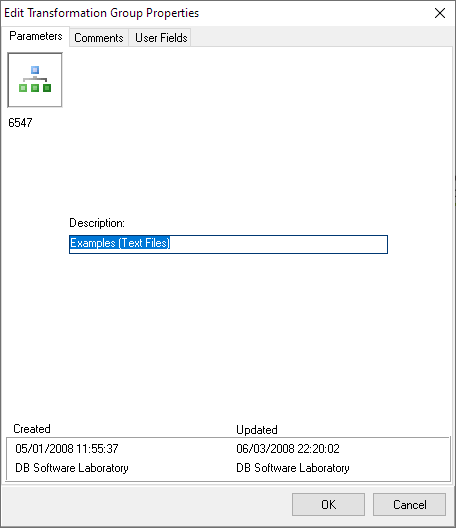 Edit Transformation Group Properties
Parameters Comments User Fields
6547
Description:
Examples (Text Files)
Created Updated
05/01/2008 11:55:37 06/03/2008 22:20:02
DB Software Laboratory DB Software Laboratory
OK Cancel